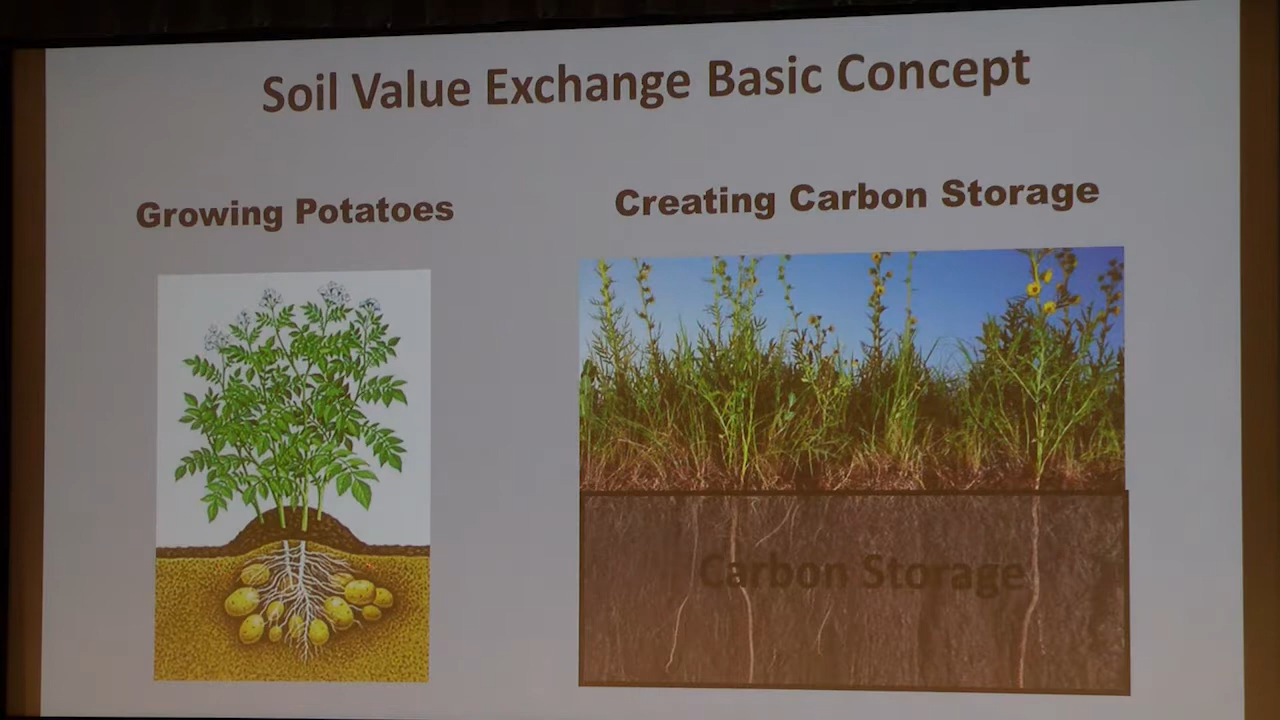 Soil Value Exchange Basic Concept
Growing Potatoes
Creating Carbon Storage
Carbon Storage